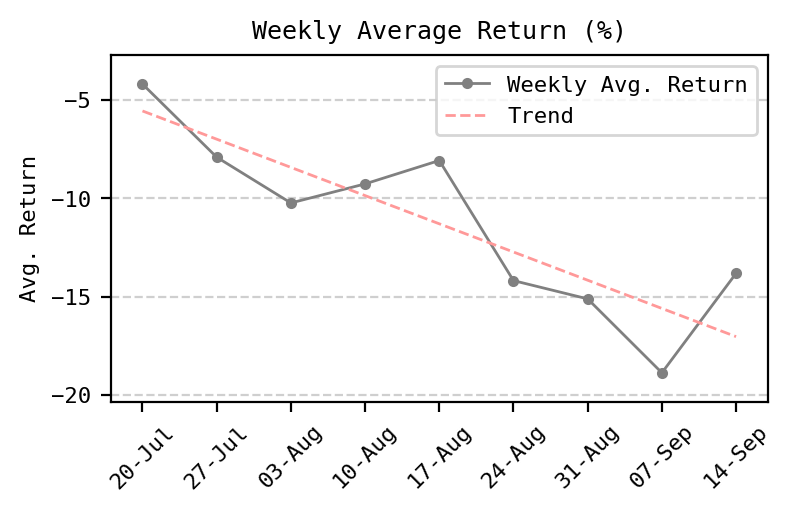 Weekly Average Return (%)
Weekly Avg. Return
Trend
Avg. Return
−5
−10
−15
−20
20-Jul
27-Jul
03-Aug
10-Aug
17-Aug
24-Aug
31-Aug
07-Sep
14-Sep